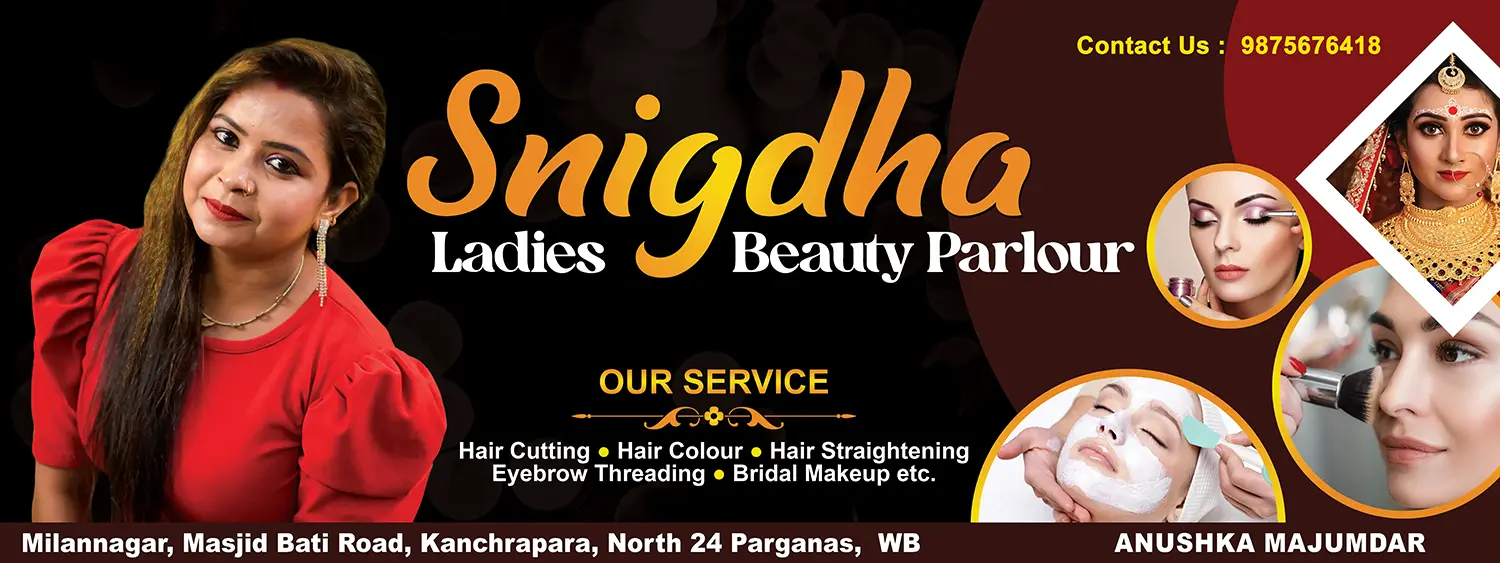 Contact Us : 9875676418
Snigdha
Ladies Beauty Parlour
OUR SERVICE
Hair Cutting ● Hair Colour ● Hair Straightening
Eyebrow Threading ● Bridal Makeup etc.
Milannagar, Masjid Bati Road, Kanchrapara, North 24 Parganas, WB
ANUSHKA MAJUMDAR